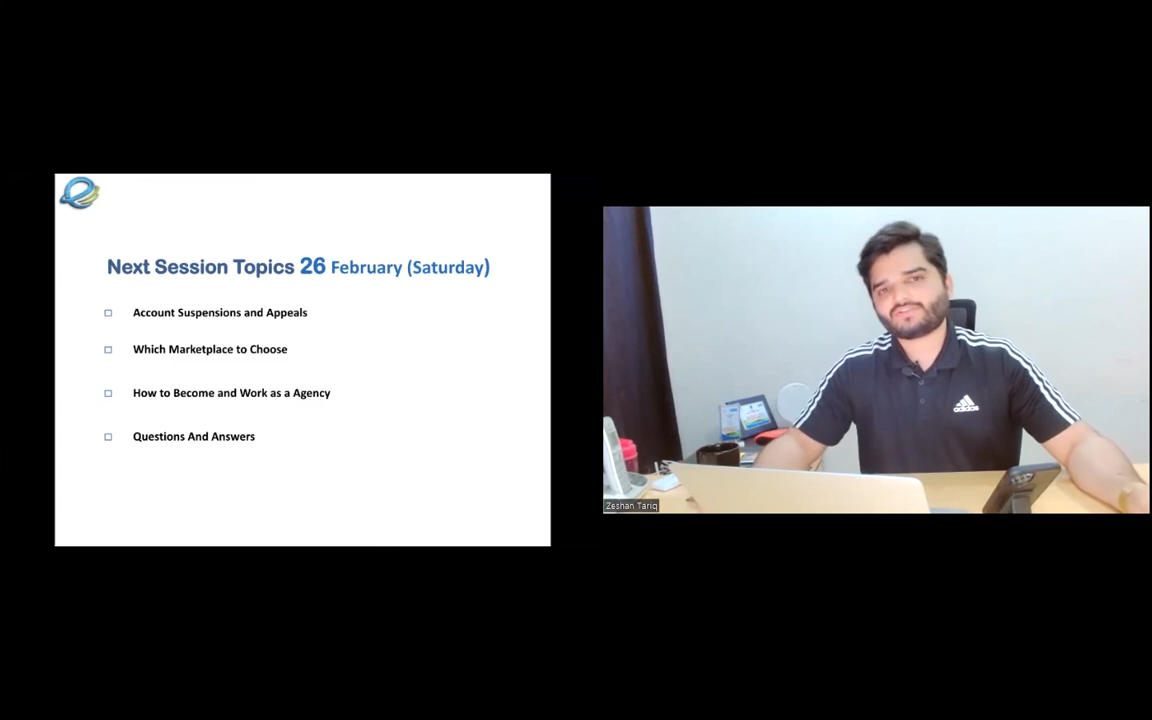 Next Session Topics 26 February (Saturday)
Account Suspensions and Appeals
Which Marketplace to Choose
How to Become and Work as a Agency
Questions And Answers
adidas
Zeshan Tariq